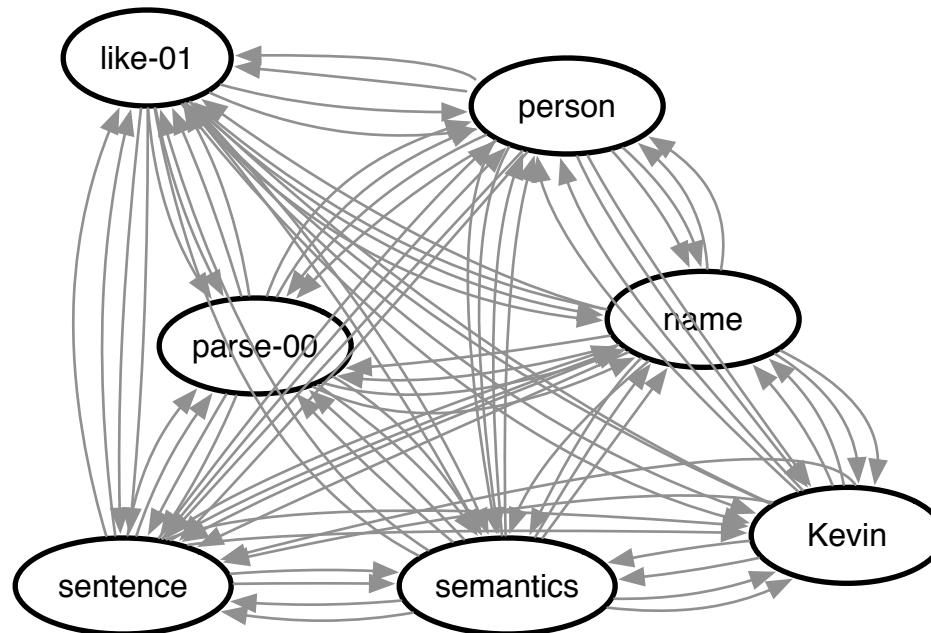 like-01
person
name
parse-00
Kevin
sentence
semantics